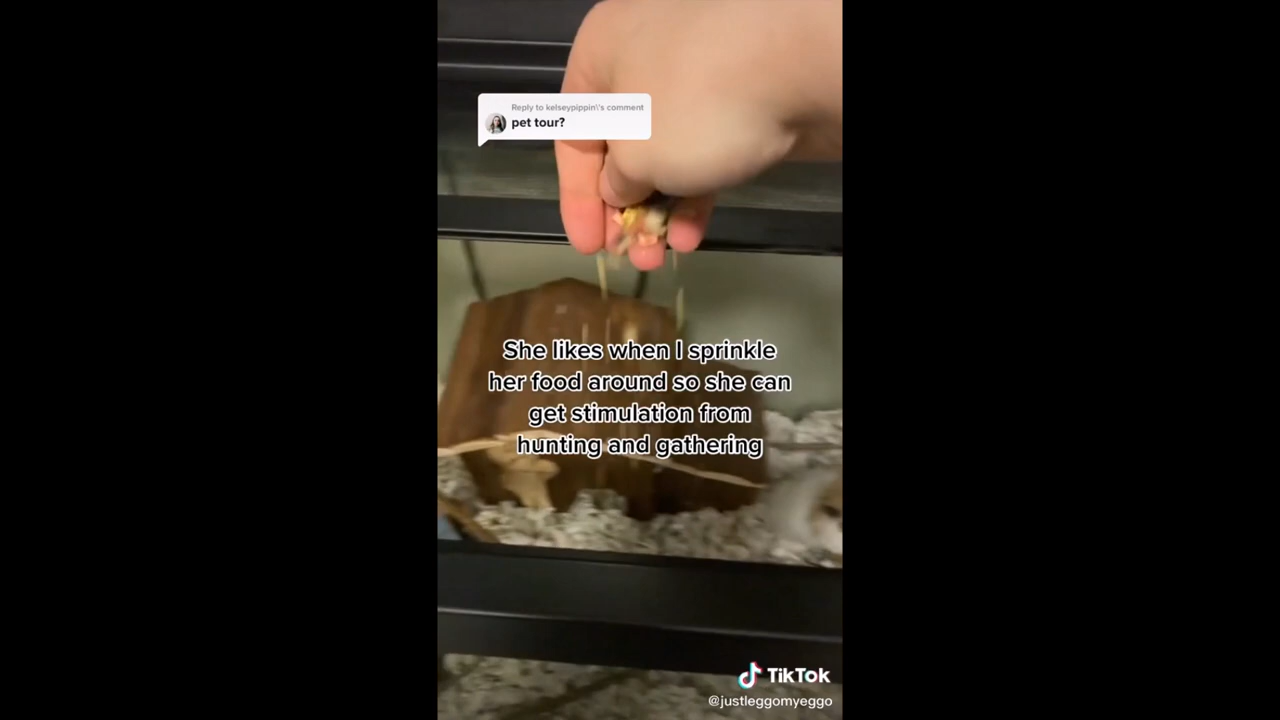 Reply to kelseypippin\'s comment
pet tour?
She likes when I sprinkle
her food around so she can
get stimulation from
hunting and gathering
TikTok
@justleggomyeggo